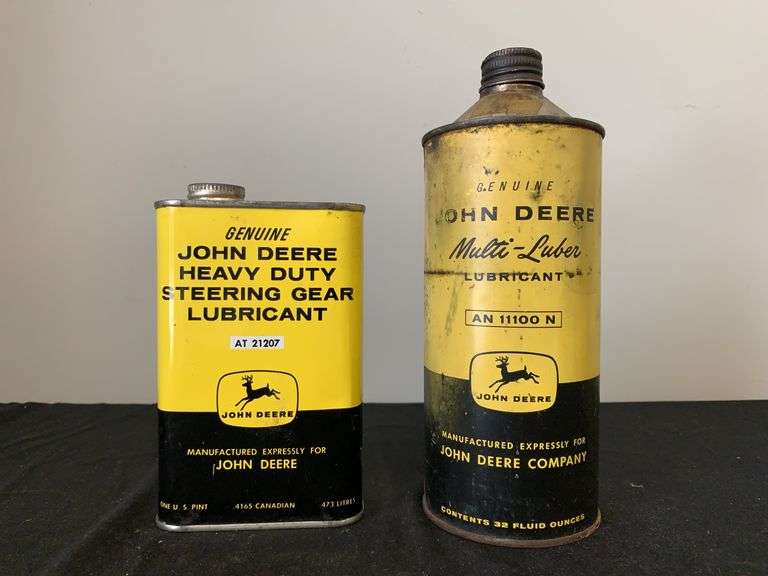 GENUINE
JOHN DEERE
HEAVY DUTY
STEERING GEAR
LUBRICANT
AT 21207
JOHN DEERE
MANUFACTURED EXPRESSLY FOR
JOHN DEERE
ONE U.S. PINT .4165 CANADIAN .473 LITRES
GENUINE
JOHN DEERE
Multi-Luber
LUBRICANT
AN 11100 N
JOHN DEERE
MANUFACTURED EXPRESSLY FOR
JOHN DEERE COMPANY
CONTENTS 32 FLUID OUNCES